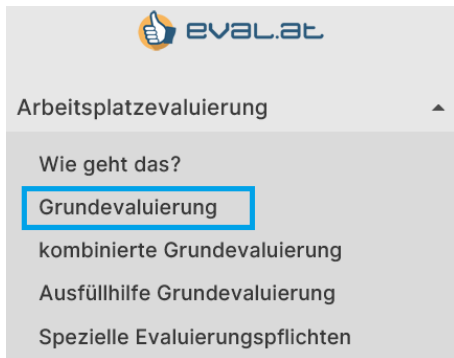 eval.at
Arbeitsplatzevaluierung
Wie geht das?
Grundevaluierung
kombinierte Grundevaluierung
Ausfüllhilfe Grundevaluierung
Spezielle Evaluierungspflichten